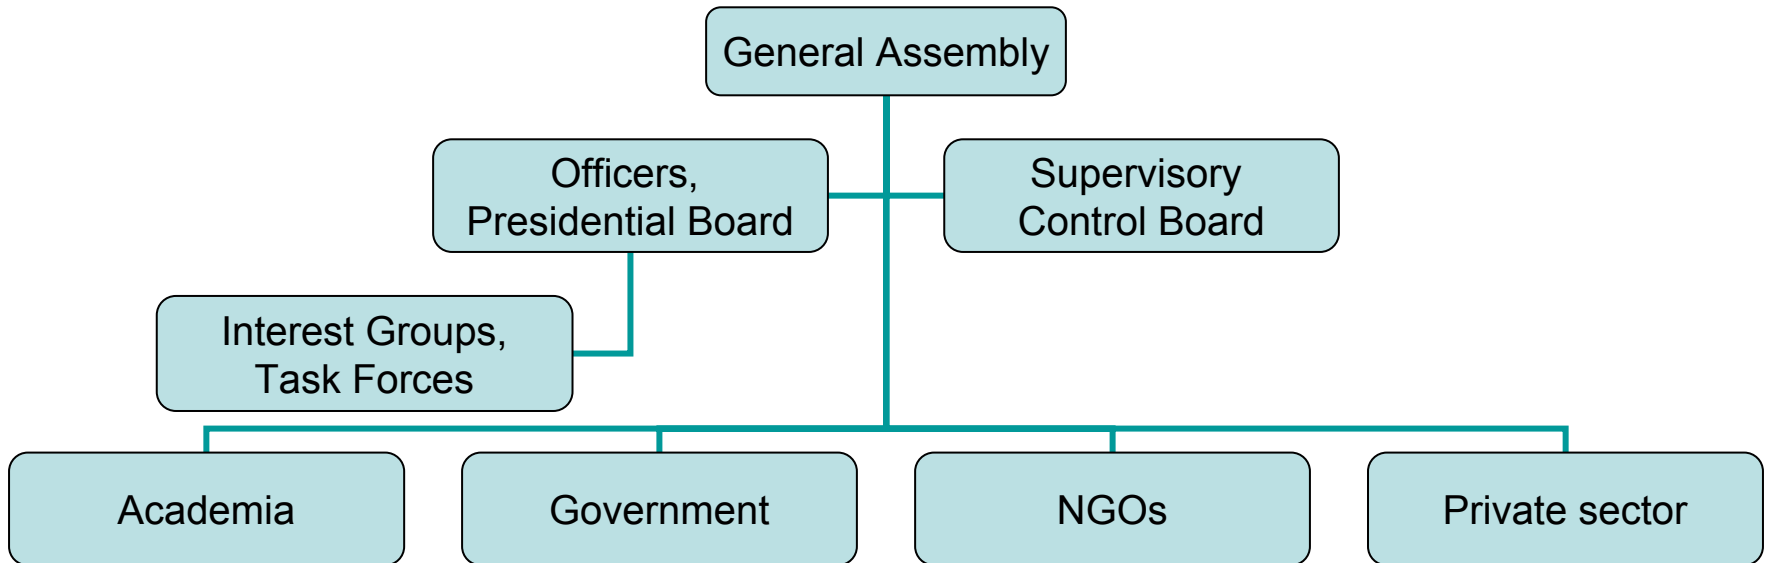 General Assembly
Officers,
Presidential Board
Supervisory
Control Board
Interest Groups,
Task Forces
Academia
Government
NGOs
Private sector